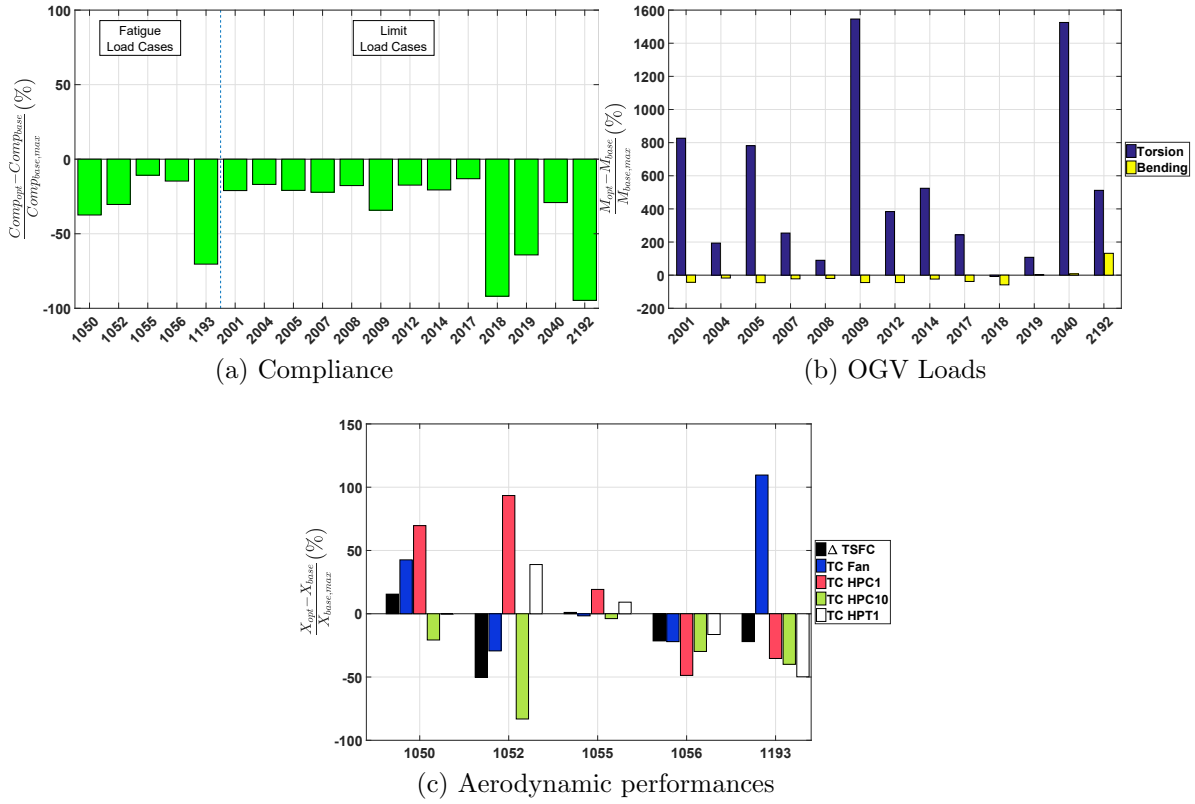 100
50
0
-50
-100
Comp_opt−Comp_base
Comp_base,max
(%)
Fatigue
Load Cases
Limit
Load Cases
1050 1052 1055 1056 1193 2001 2004 2005 2007 2008 2009 2012 2014 2017 2018 2019 2040 2192
(a) Compliance
1600
1400
1200
1000
800
600
400
200
0
-200
M_opt−M_base
M_base,max
(%)
Torsion
Bending
2001 2004 2005 2007 2008 2009 2012 2014 2017 2018 2019 2040 2192
(b) OGV Loads
150
100
50
0
-50
-100
X_opt−X_base
X_base,max
(%)
Δ TSFC
TC Fan
TC HPC1
TC HPC10
TC HPT1
1050 1052 1055 1056 1193
(c) Aerodynamic performances